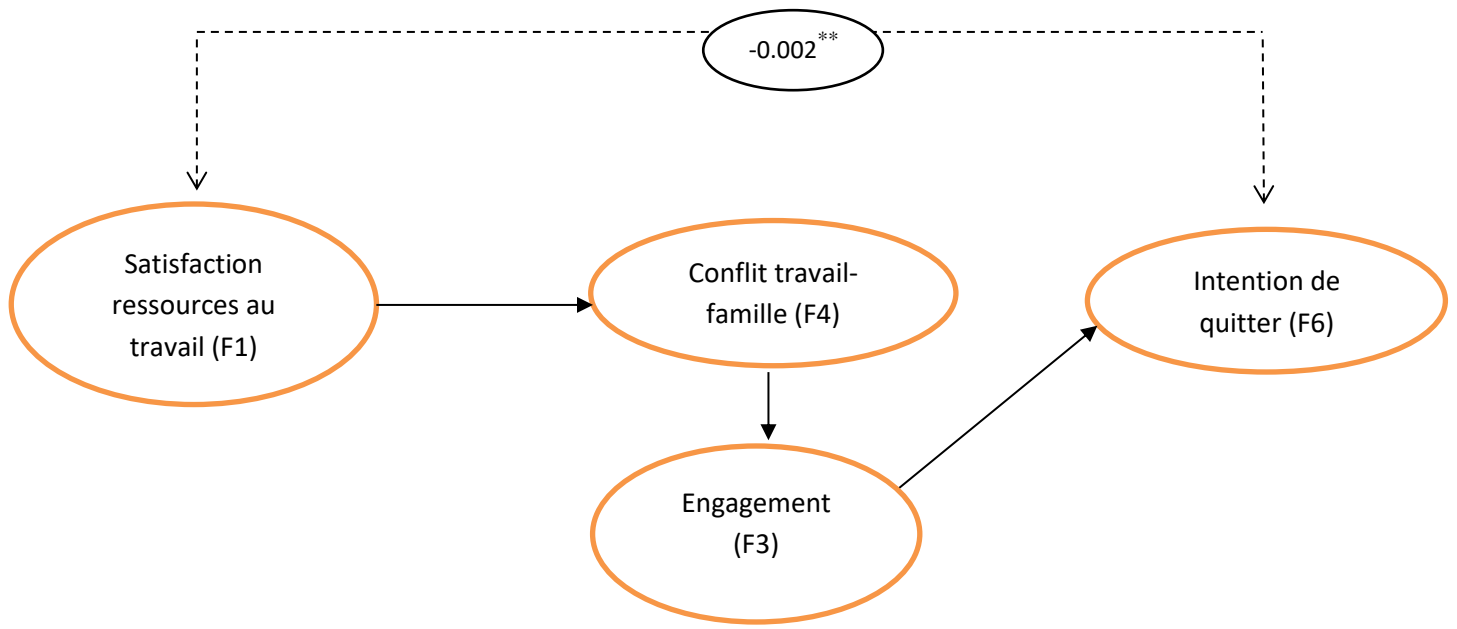 -0.002**
Satisfaction
ressources au
travail (F1)
Conflit travail-
famille (F4)
Intention de
quitter (F6)
Engagement
(F3)